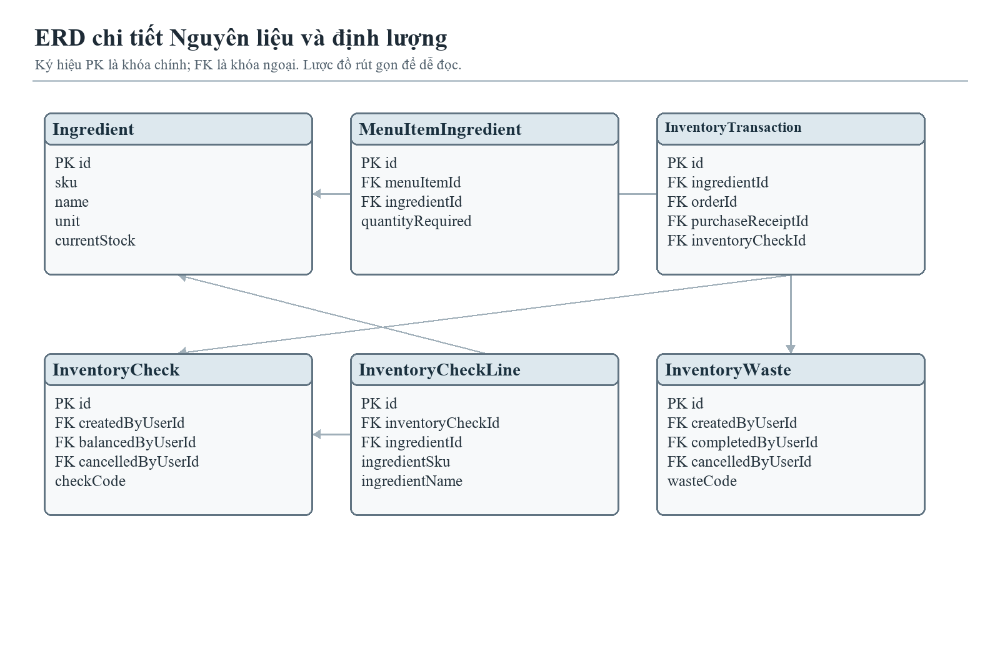 ERD chi tiết Nguyên liệu và định lượng
Ký hiệu PK là khóa chính; FK là khóa ngoại. Lược đồ rút gọn để dễ đọc.
Ingredient
PK id
sku
name
unit
currentStock
MenuItemIngredient
PK id
FK menuItemId
FK ingredientId
quantityRequired
InventoryTransaction
PK id
FK ingredientId
FK orderId
FK purchaseReceiptId
FK inventoryCheckId
InventoryCheck
PK id
FK createdByUserId
FK balancedByUserId
FK cancelledByUserId
checkCode
InventoryCheckLine
PK id
FK inventoryCheckId
FK ingredientId
ingredientSku
ingredientName
InventoryWaste
PK id
FK createdByUserId
FK completedByUserId
FK cancelledByUserId
wasteCode